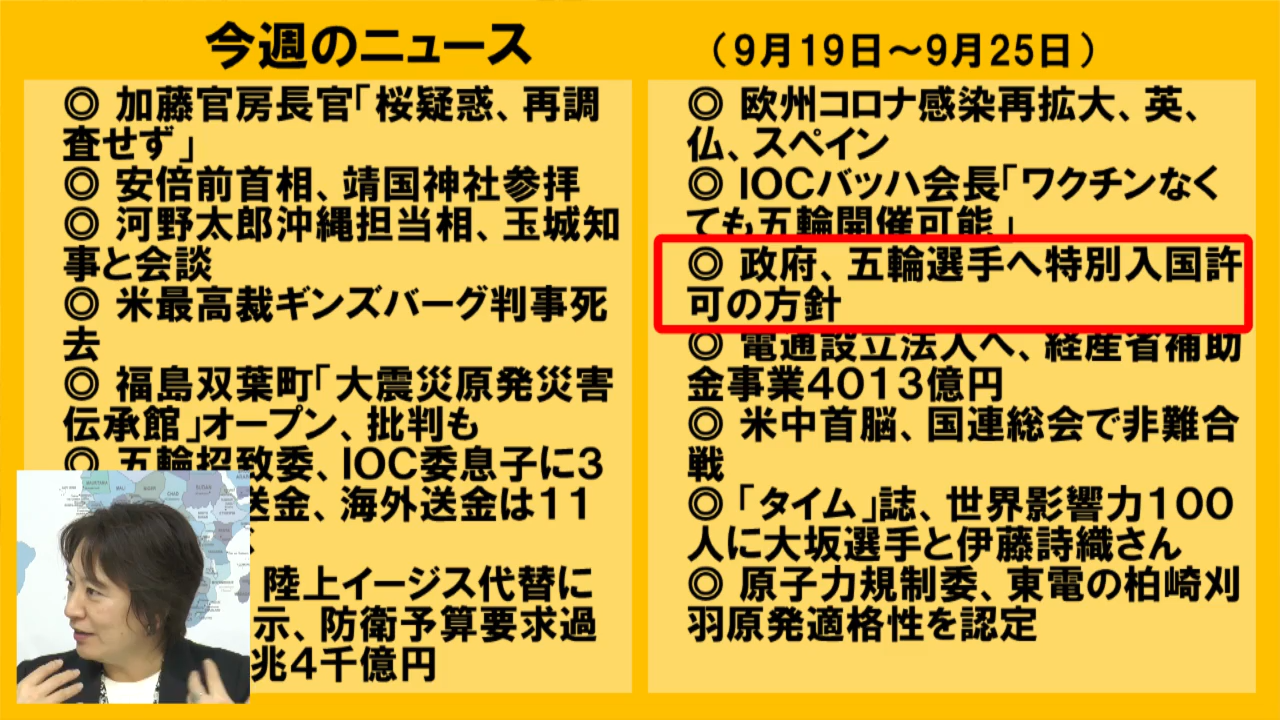 今週のニュース
（9月19日～9月25日）
◎ 加藤官房長官「桜疑惑、再調
査せず」
◎ 安倍前首相、靖国神社参拝
◎ 河野太郎沖縄担当相、玉城知
事と会談
◎ 米最高裁ギンズバーグ判事死
去
◎ 福島双葉町「大震災原発災害
伝承館」オープン、批判も
◎ 五輪招致委、IOC委息子に３
送金、海外送金は１１
陸上イージス代替に
示、防衛予算要求過
兆４千億円
◎ 欧州コロナ感染再拡大、英、
仏、スペイン
◎ IOCバッハ会長「ワクチンなく
ても五輪開催可能」
◎ 政府、五輪選手へ特別入国許
可の方針
◎ 電通設立法人へ、経産省補助
金事業４０１３億円
◎ 米中首脳、国連総会で非難合
戦
◎「タイム」誌、世界影響力１００
人に大坂選手と伊藤詩織さん
◎ 原子力規制委、東電の柏崎刈
羽原発適格性を認定